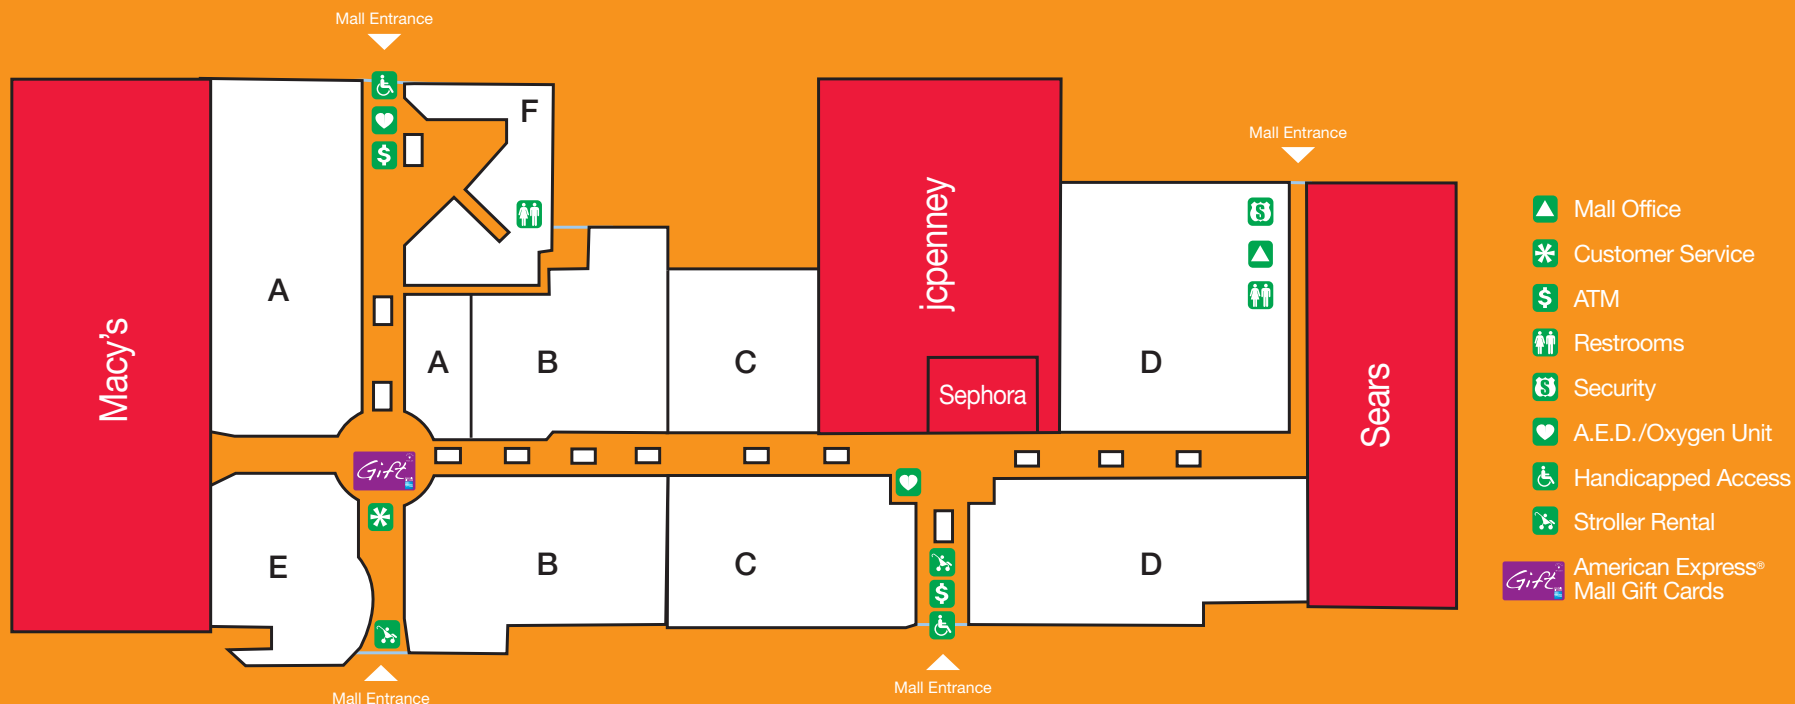 Mall Entrance
Mall Entrance
F
$
A
Macy's
A
B
C
jcpenney
Sephora
D
S
Sears
Gift
E
B
C
$
D
Mall Entrance
Mall Entrance
Mall Office
Customer Service
$ ATM
Restrooms
S Security
A.E.D./Oxygen Unit
Handicapped Access
Stroller Rental
Gift
American Express®
Mall Gift Cards